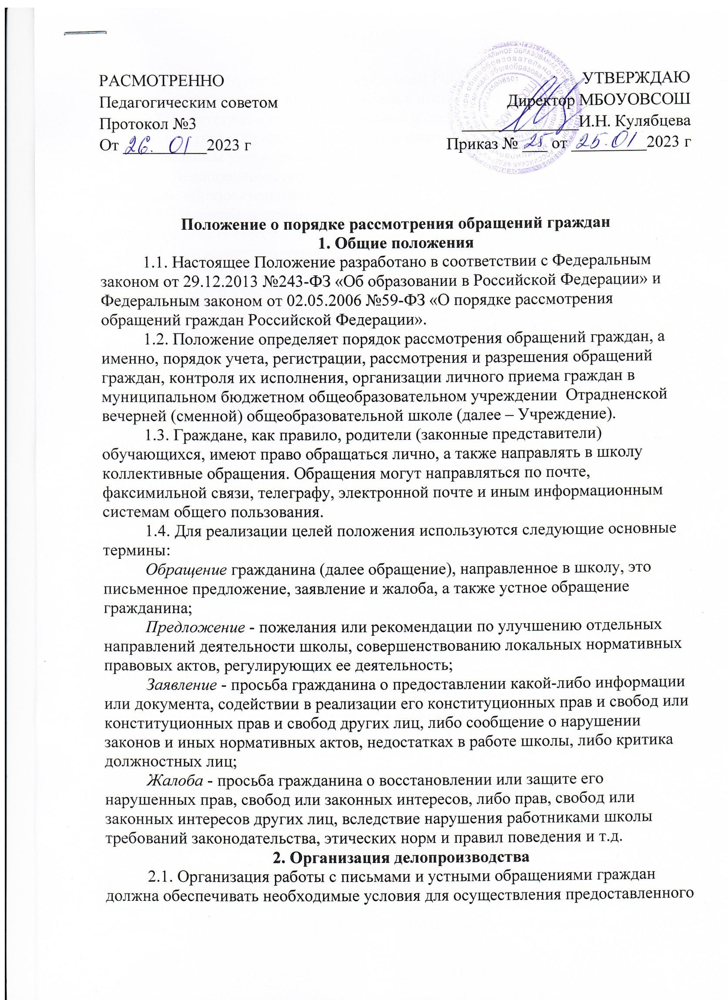 РАСМОТРЕННО
Педагогическим советом
Протокол №3
От 26. 01 2023 г
УТВЕРЖДАЮ
Директор МБОУОВСОШ
И.Н. Кулябцева
Приказ № 25 от 25.01 2023 г
Положение о порядке рассмотрения обращений граждан
1. Общие положения
1.1. Настоящее Положение разработано в соответствии с Федеральным
законом от 29.12.2013 №243-ФЗ «Об образовании в Российской Федерации» и
Федеральным законом от 02.05.2006 №59-ФЗ «О порядке рассмотрения
обращений граждан Российской Федерации».
1.2. Положение определяет порядок рассмотрения обращений граждан, а
именно, порядок учета, регистрации, рассмотрения и разрешения обращений
граждан, контроля их исполнения, организации личного приема граждан в
муниципальном бюджетном общеобразовательном учреждении Отрадненской
вечерней (сменной) общеобразовательной школе (далее – Учреждение).
1.3. Граждане, как правило, родители (законные представители)
обучающихся, имеют право обращаться лично, а также направлять в школу
коллективные обращения. Обращения могут направляться по почте,
факсимильной связи, телеграфу, электронной почте и иным информационным
системам общего пользования.
1.4. Для реализации целей положения используются следующие основные
термины:
Обращение гражданина (далее обращение), направленное в школу, это
письменное предложение, заявление и жалоба, а также устное обращение
гражданина;
Предложение - пожелания или рекомендации по улучшению отдельных
направлений деятельности школы, совершенствованию локальных нормативных
правовых актов, регулирующих ее деятельность;
Заявление - просьба гражданина о предоставлении какой-либо информации
или документа, содействии в реализации его конституционных прав и свобод или
конституционных прав и свобод других лиц, либо сообщение о нарушении
законов и иных нормативных актов, недостатках в работе школы, либо критика
должностных лиц;
Жалоба - просьба гражданина о восстановлении или защите его
нарушенных прав, свобод или законных интересов, либо прав, свобод или
законных интересов других лиц, вследствие нарушения работниками школы
требований законодательства, этических норм и правил поведения и т.д.
2. Организация делопроизводства
2.1. Организация работы с письмами и устными обращениями граждан
должна обеспечивать необходимые условия для осуществления предоставленного